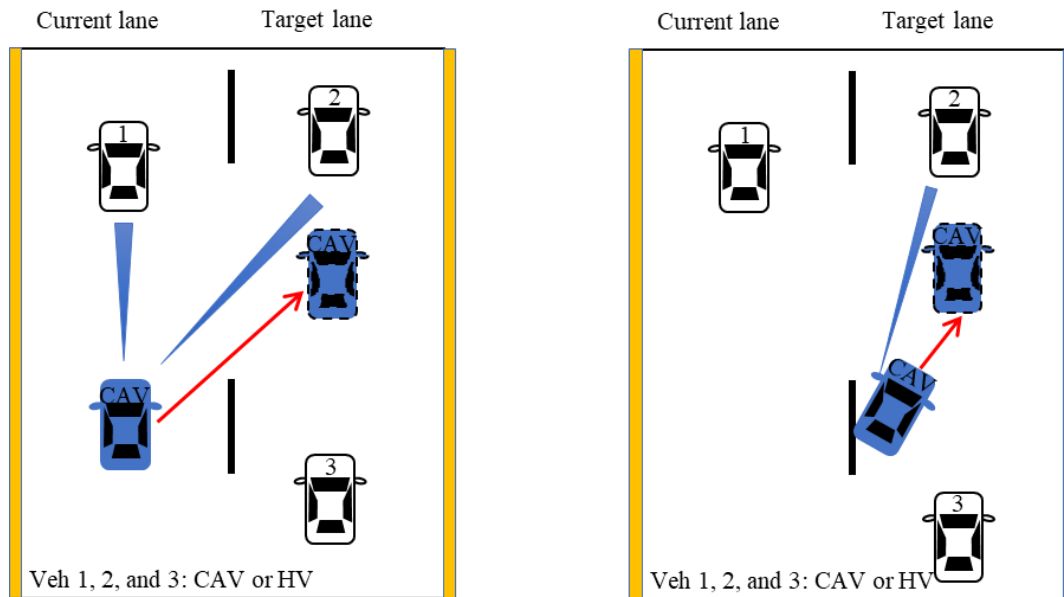 Current lane
Target lane
2
1
CAV
CAV
3
Veh 1, 2, and 3: CAV or HV
Current lane
Target lane
2
1
CAV
CAV
3
Veh 1, 2, and 3: CAV or HV